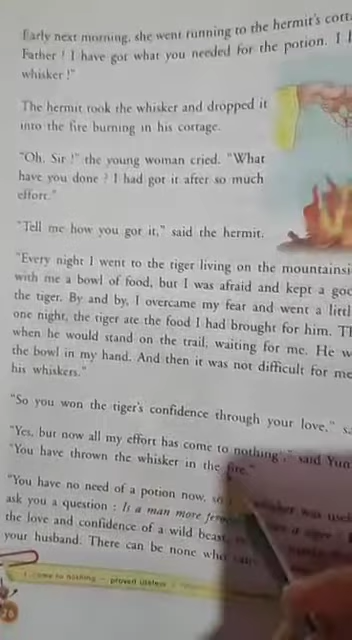 Early next morning, she went running to the hermit's
Father ! I have got what you needed for the potion. I
whisker !"
The hermit took the whisker and dropped it
into the fire burning in his cottage.
"Oh, Sir !" the young woman cried. "What
have you done ? I had got it after so much
effort."
"Tell me how you got it," said the hermit.
"Every night I went to the tiger living on the
with me a bowl of food, but I was afraid and kept a
the tiger. By and by, I overcame my fear and went a
one night, the tiger ate the food I had brought for him.
when he would stand on the trail, waiting for me. He
the bowl in my hand. And then it was not difficult for me
his whiskers."
"So you won the tiger's confidence through your love,"
"Yes, but now all my effort has come to nothing¹," said Yun
"You have thrown the whisker in the fire."
"You have no need of a potion now, was
ask you a question : Is a man more
the love and confidence of a wild beast,
your husband. There can be none who
1. come to nothing — proved useless
26